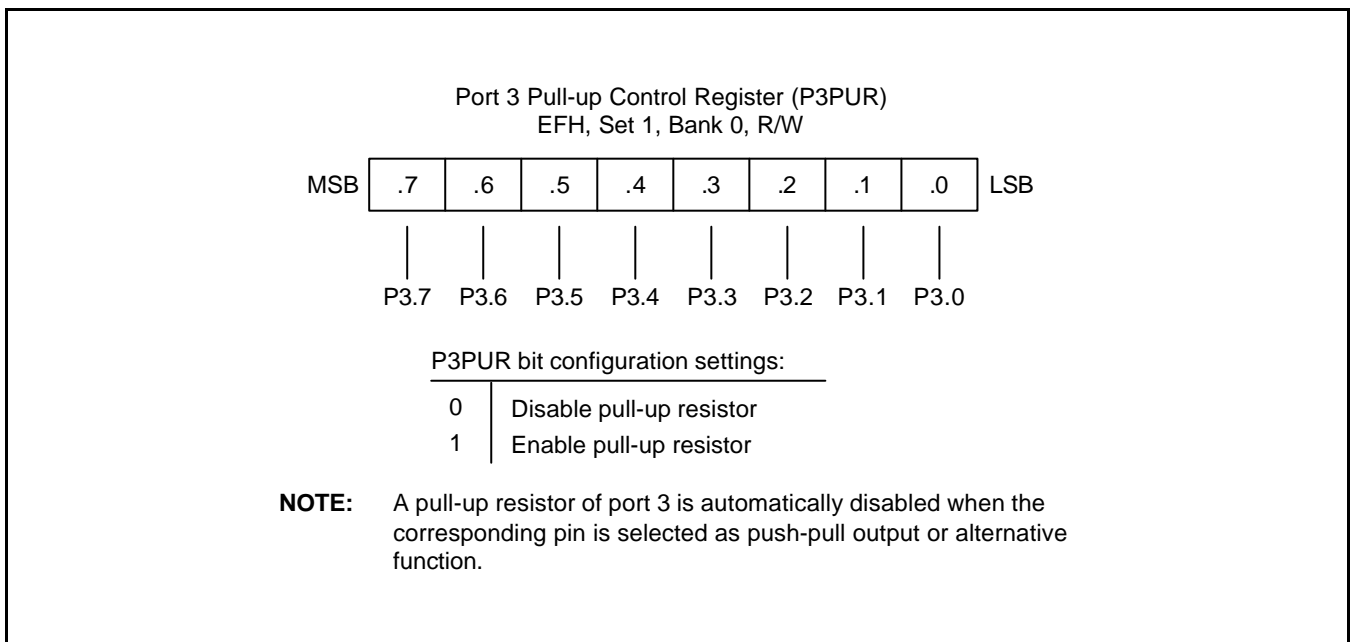 Port 3 Pull-up Control Register (P3PUR)
EFH, Set 1, Bank 0, R/W
MSB .7 .6 .5 .4 .3 .2 .1 .0 LSB
P3.7 P3.6 P3.5 P3.4 P3.3 P3.2 P3.1 P3.0
P3PUR bit configuration settings:
0 Disable pull-up resistor
1 Enable pull-up resistor
NOTE: A pull-up resistor of port 3 is automatically disabled when the
corresponding pin is selected as push-pull output or alternative
function.